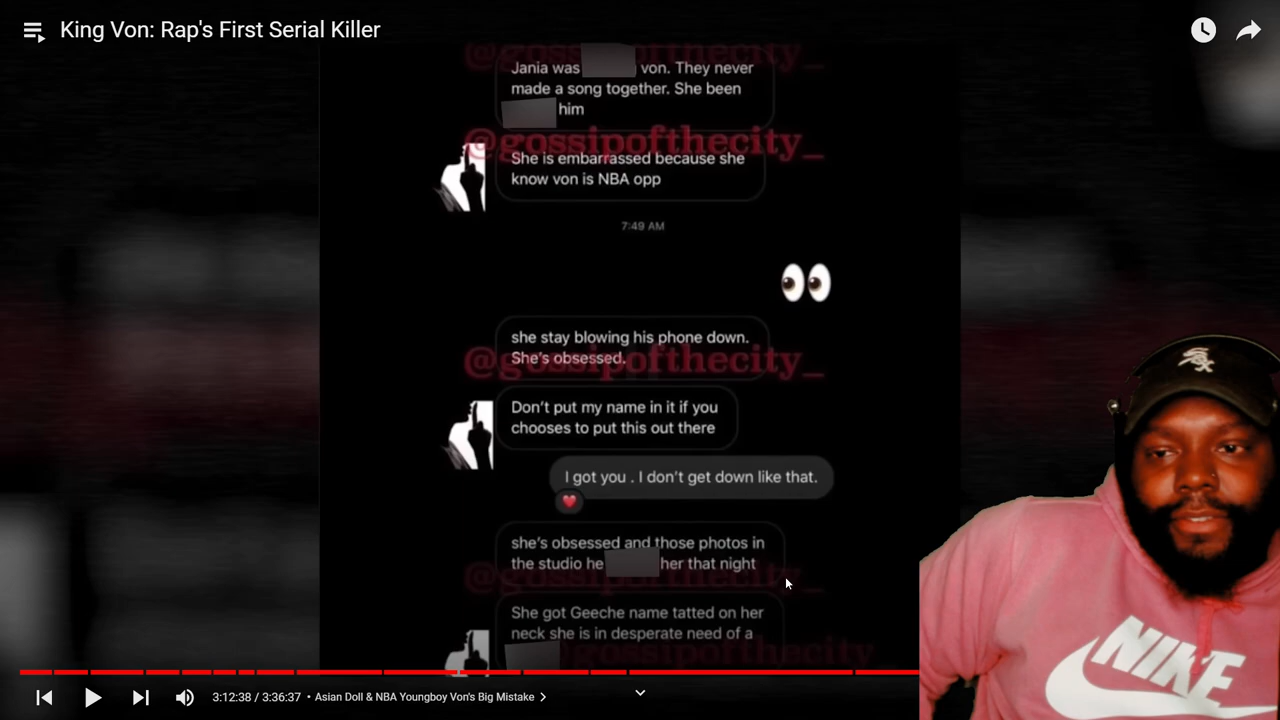 King Von: Rap's First Serial Killer
@gossipofthecity_
Jania was von. They never
made a song together. She been
him
@gossipofthecity_
She is embarrassed because she
know von is NBA opp
7:49 AM
she stay blowing his phone down.
She's obsessed.
@gossipofthecity_
Don't put my name in it if you
chooses to put this out there
I got you . I don't get down like that.
she's obsessed and those photos in
the studio he her that night
@gossipofthecity_
She got Geeche name tatted on her
neck she is in desperate need of a
@gossipofthecity_
3:12:38 / 3:36:37 • Asian Doll & NBA Youngboy Von's Big Mistake
Sox
NIKE